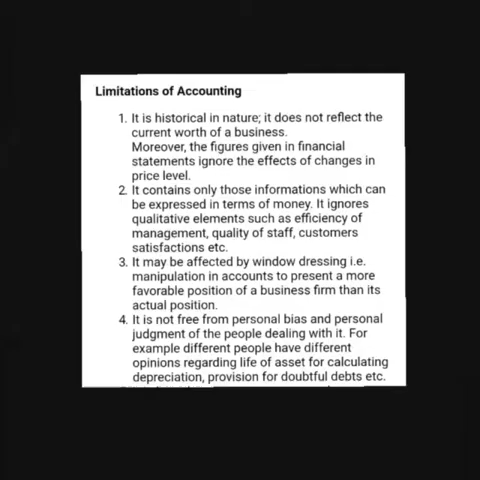 Limitations of Accounting
1. It is historical in nature; it does not reflect the
current worth of a business.
Moreover, the figures given in financial
statements ignore the effects of changes in
price level.
2. It contains only those informations which can
be expressed in terms of money. It ignores
qualitative elements such as efficiency of
management, quality of staff, customers
satisfactions etc.
3. It may be affected by window dressing i.e.
manipulation in accounts to present a more
favorable position of a business firm than its
actual position.
4. It is not free from personal bias and personal
judgment of the people dealing with it. For
example different people have different
opinions regarding life of asset for calculating
depreciation, provision for doubtful debts etc.